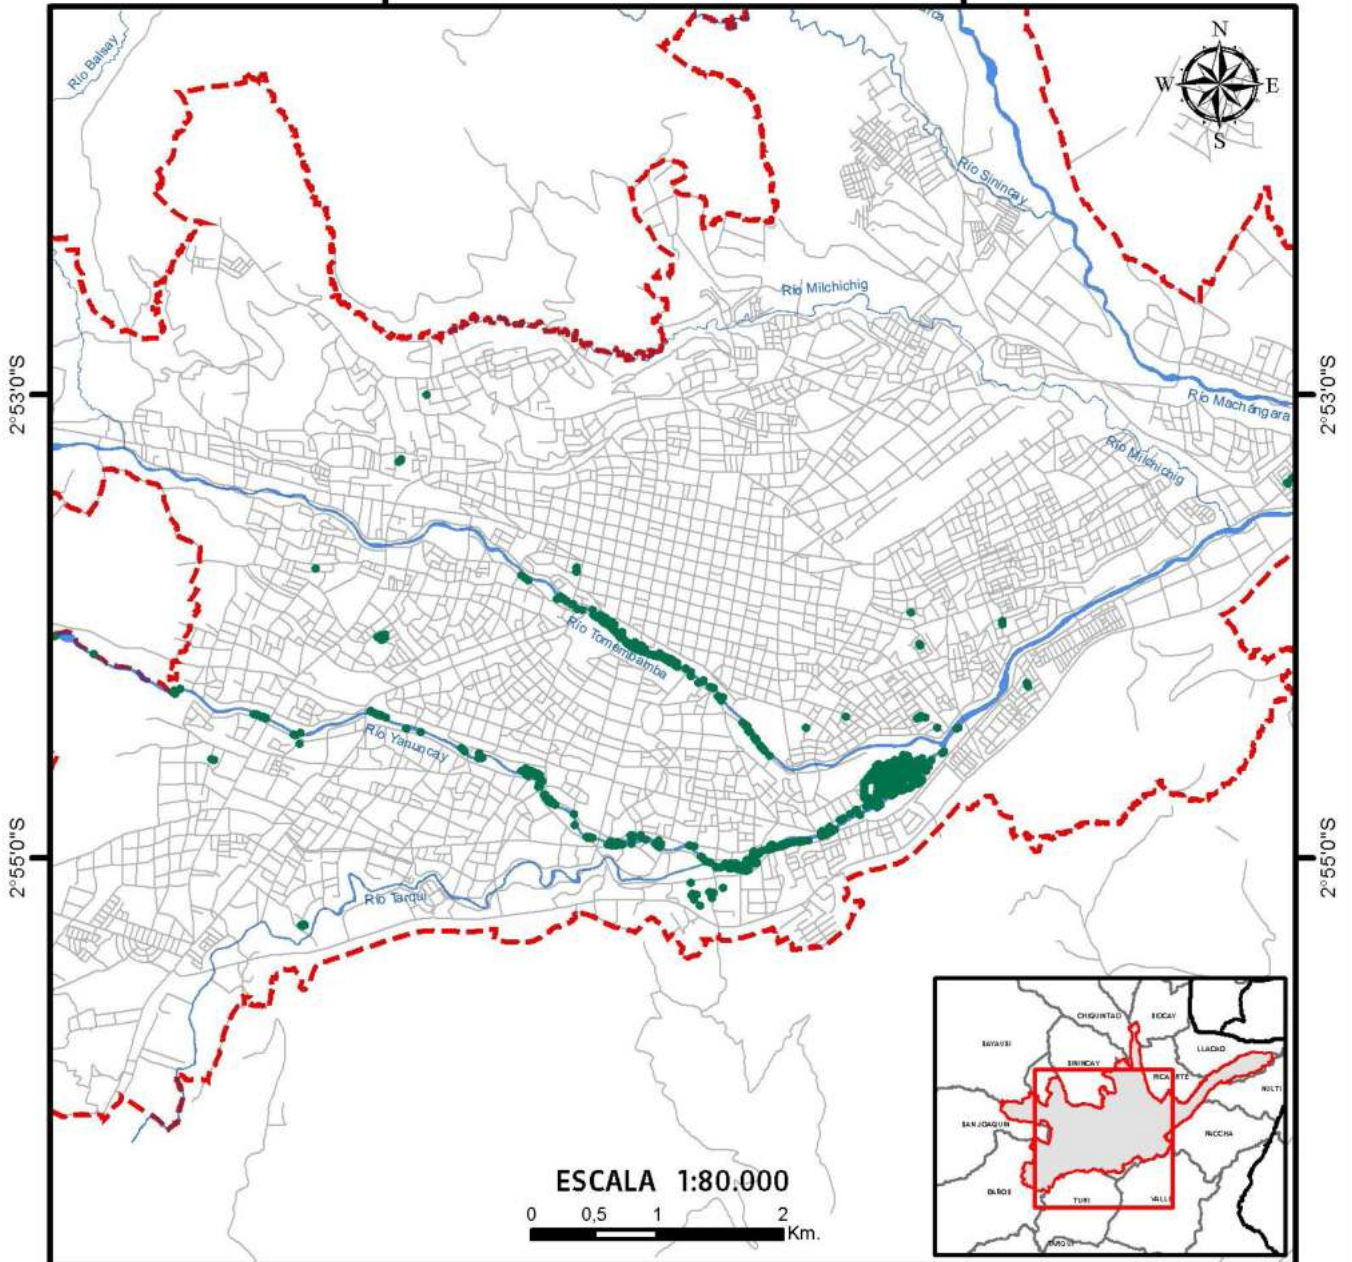 N
W E
S
Río Balsay
Río Sinincay
Río Milchichig
2°53'0"S
2°53'0"S
Río Machángara
Río Milchichig
Río Tomebamba
Río Yanuncay
2°55'0"S
2°55'0"S
Río Tarqui
CHIQUINTAD
SIDCAY
SAYAUSI
LLACAO
SININCAY
RICAURTE
NULTI
SAN JOAQUIN
PACCHA
BAÑOS
TURI
VALLE
TARQUI
ESCALA 1:80.000
0 0,5 1 2
Km.